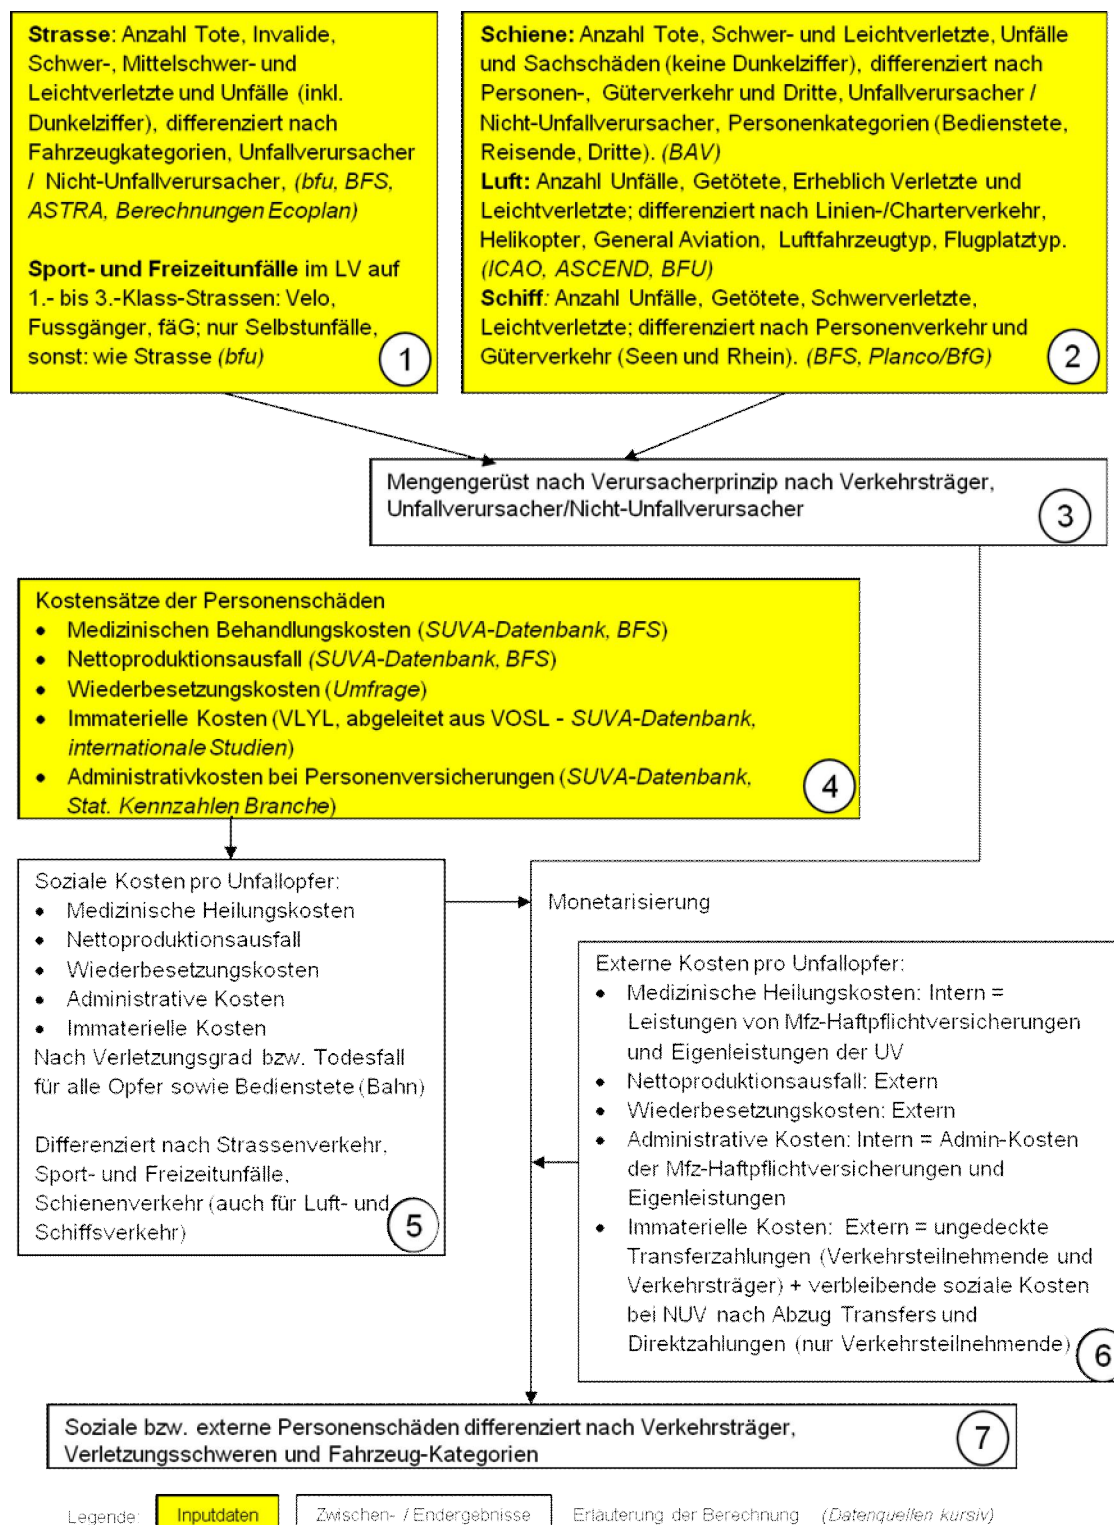 Strasse: Anzahl Tote, Invalide,
Schwer-, Mittelschwer- und
Leichtverletzte und Unfälle (inkl.
Dunkelziffer), differenziert nach
Fahrzeugkategorien, Unfallverursacher
/ Nicht-Unfallverursacher, (bfu, BFS,
ASTRA, Berechnungen Ecoplan)
Sport- und Freizeitunfälle im LV auf
1.- bis 3.-Klass-Strassen: Velo,
Fussgänger, fäG; nur Selbstunfälle,
sonst: wie Strasse (bfu)
1
Schiene: Anzahl Tote, Schwer- und Leichtverletzte, Unfälle
und Sachschäden (keine Dunkelziffer), differenziert nach
Personen-, Güterverkehr und Dritte, Unfallverursacher /
Nicht-Unfallverursacher, Personenkategorien (Bedienstete,
Reisende, Dritte). (BAV)
Luft: Anzahl Unfälle, Getötete, Erheblich Verletzte und
Leichtverletzte; differenziert nach Linien-/Charterverkehr,
Helikopter, General Aviation, Luftfahrzeugtyp, Flugplatztyp.
(ICAO, ASCEND, BFU)
Schiff: Anzahl Unfälle, Getötete, Schwerverletzte,
Leichtverletzte; differenziert nach Personenverkehr und
Güterverkehr (Seen und Rhein). (BFS, Planco/BfG)
2
Mengengerüst nach Verursacherprinzip nach Verkehrsträger,
Unfallverursacher/Nicht-Unfallverursacher
3
Kostensätze der Personenschäden
• Medizinischen Behandlungskosten (SUVA-Datenbank, BFS)
• Nettoproduktionsausfall (SUVA-Datenbank, BFS)
• Wiederbesetzungskosten (Umfrage)
• Immaterielle Kosten (VLYL, abgeleitet aus VOSL - SUVA-Datenbank,
internationale Studien)
• Administrativkosten bei Personenversicherungen (SUVA-Datenbank,
Stat. Kennzahlen Branche)
4
Soziale Kosten pro Unfallopfer:
• Medizinische Heilungskosten
• Nettoproduktionsausfall
• Wiederbesetzungskosten
• Administrative Kosten
• Immaterielle Kosten
Nach Verletzungsgrad bzw. Todesfall
für alle Opfer sowie Bedienstete (Bahn)
Differenziert nach Strassenverkehr,
Sport- und Freizeitunfälle,
Schienenverkehr (auch für Luft- und
Schiffsverkehr)
5
Monetarisierung
Externe Kosten pro Unfallopfer:
• Medizinische Heilungskosten: Intern =
Leistungen von Mfz-Haftpflichtversicherungen
und Eigenleistungen der UV
• Nettoproduktionsausfall: Extern
• Wiederbesetzungskosten: Extern
• Administrative Kosten: Intern = Admin-Kosten
der Mfz-Haftpflichtversicherungen und
Eigenleistungen
• Immaterielle Kosten: Extern = ungedeckte
Transferzahlungen (Verkehrsteilnehmende und
Verkehrsträger) + verbleibende soziale Kosten
bei NUV nach Abzug Transfers und
Direktzahlungen (nur Verkehrsteilnehmende)
6
Soziale bzw. externe Personenschäden differenziert nach Verkehrsträger,
Verletzungsschweren und Fahrzeug-Kategorien
7
Legende: Inputdaten Zwischen- / Endergebnisse Erläuterung der Berechnung (Datenquellen kursiv)